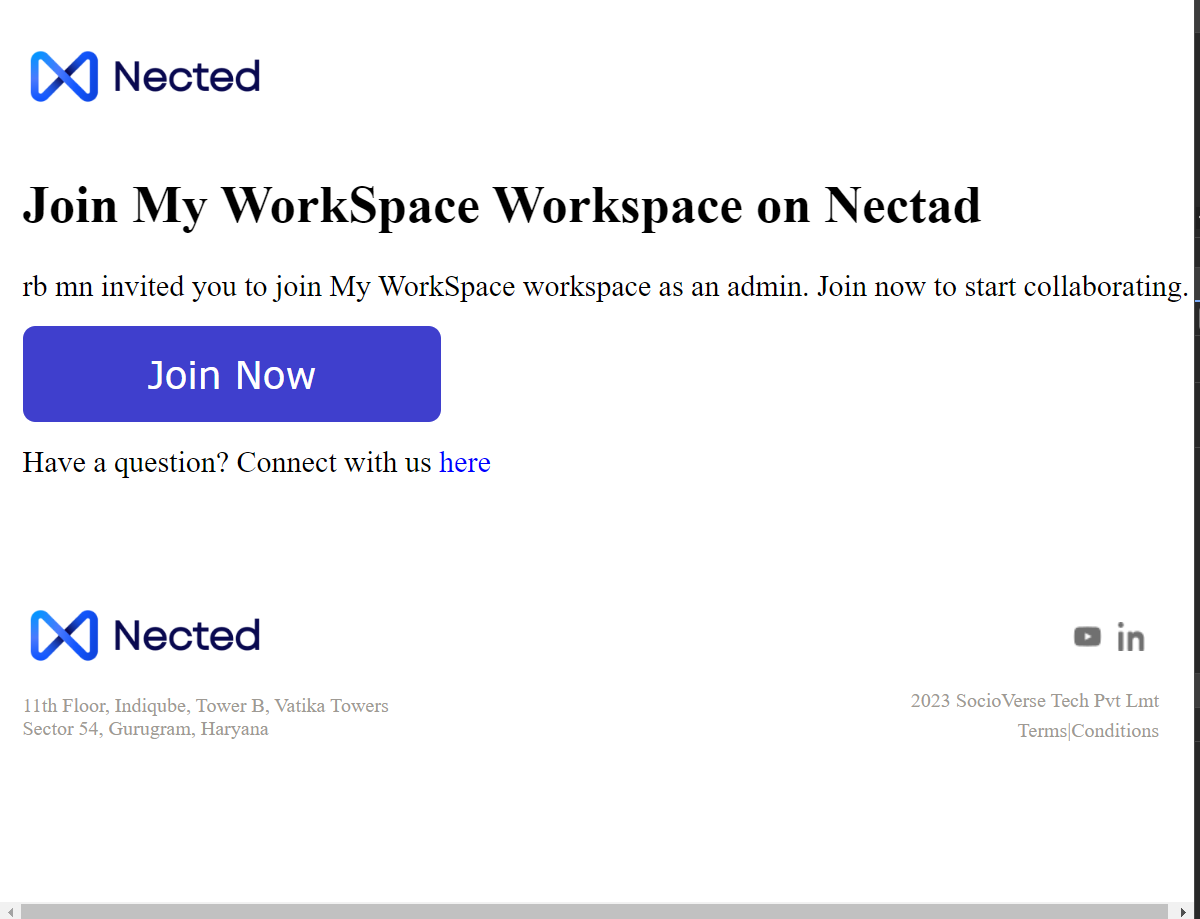 Nected
Join My WorkSpace Workspace on Nectad
rb mn invited you to join My WorkSpace workspace as an admin. Join now to start collaborating.
Join Now
Have a question? Connect with us here
Nected
in
11th Floor, Indiqube, Tower B, Vatika Towers
Sector 54, Gurugram, Haryana
2023 SocioVerse Tech Pvt Lmt
Terms|Conditions